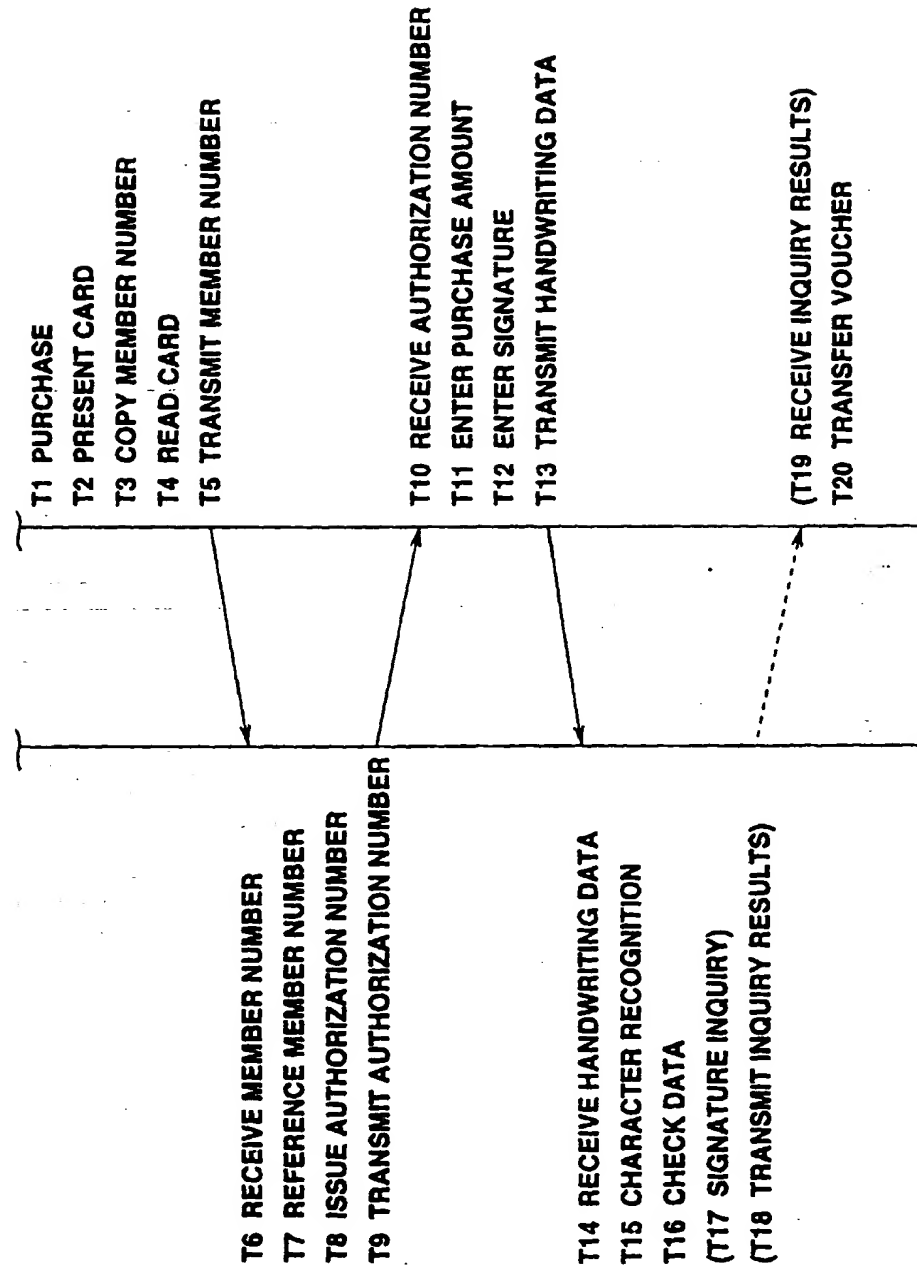 T1 PURCHASE
T2 PRESENT CARD
T3 COPY MEMBER NUMBER
T4 READ CARD
T5 TRANSMIT MEMBER NUMBER
T6 RECEIVE MEMBER NUMBER
T7 REFERENCE MEMBER NUMBER
T8 ISSUE AUTHORIZATION NUMBER
T9 TRANSMIT AUTHORIZATION NUMBER
T10 RECEIVE AUTHORIZATION NUMBER
T11 ENTER PURCHASE AMOUNT
T12 ENTER SIGNATURE
T13 TRANSMIT HANDWRITING DATA
T14 RECEIVE HANDWRITING DATA
T15 CHARACTER RECOGNITION
T16 CHECK DATA
(T17 SIGNATURE INQUIRY)
(T18 TRANSMIT INQUIRY RESULTS)
(T19 RECEIVE INQUIRY RESULTS)
T20 TRANSFER VOUCHER